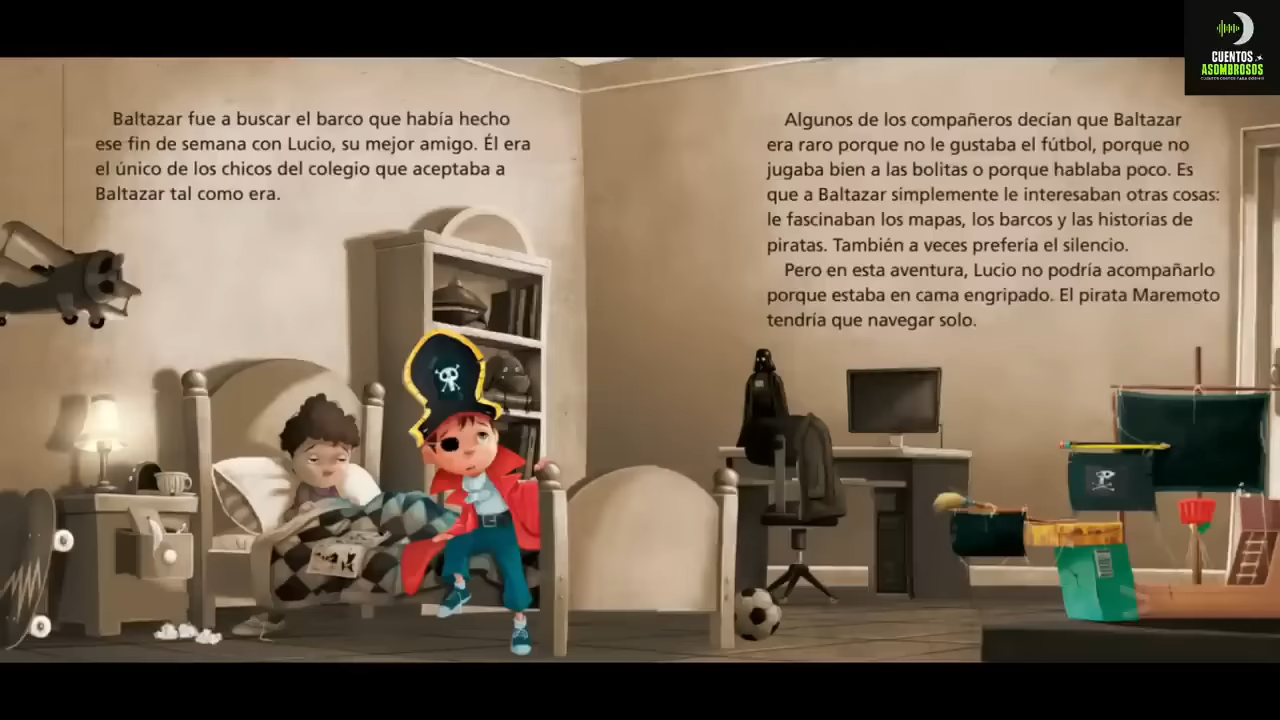 Baltazar fue a buscar el barco que había hecho
ese fin de semana con Lucio, su mejor amigo. Él era
el único de los chicos del colegio que aceptaba a
Baltazar tal como era.
Algunos de los compañeros decían que Baltazar
era raro porque no le gustaba el fútbol, porque no
jugaba bien a las bolitas o porque hablaba poco. Es
que a Baltazar simplemente le interesaban otras cosas:
le fascinaban los mapas, los barcos y las historias de
piratas. También a veces prefería el silencio.
Pero en esta aventura, Lucio no podría acompañarlo
porque estaba en cama engripado. El pirata Maremoto
tendría que navegar solo.
CUENTOS
ASOMBROSOS